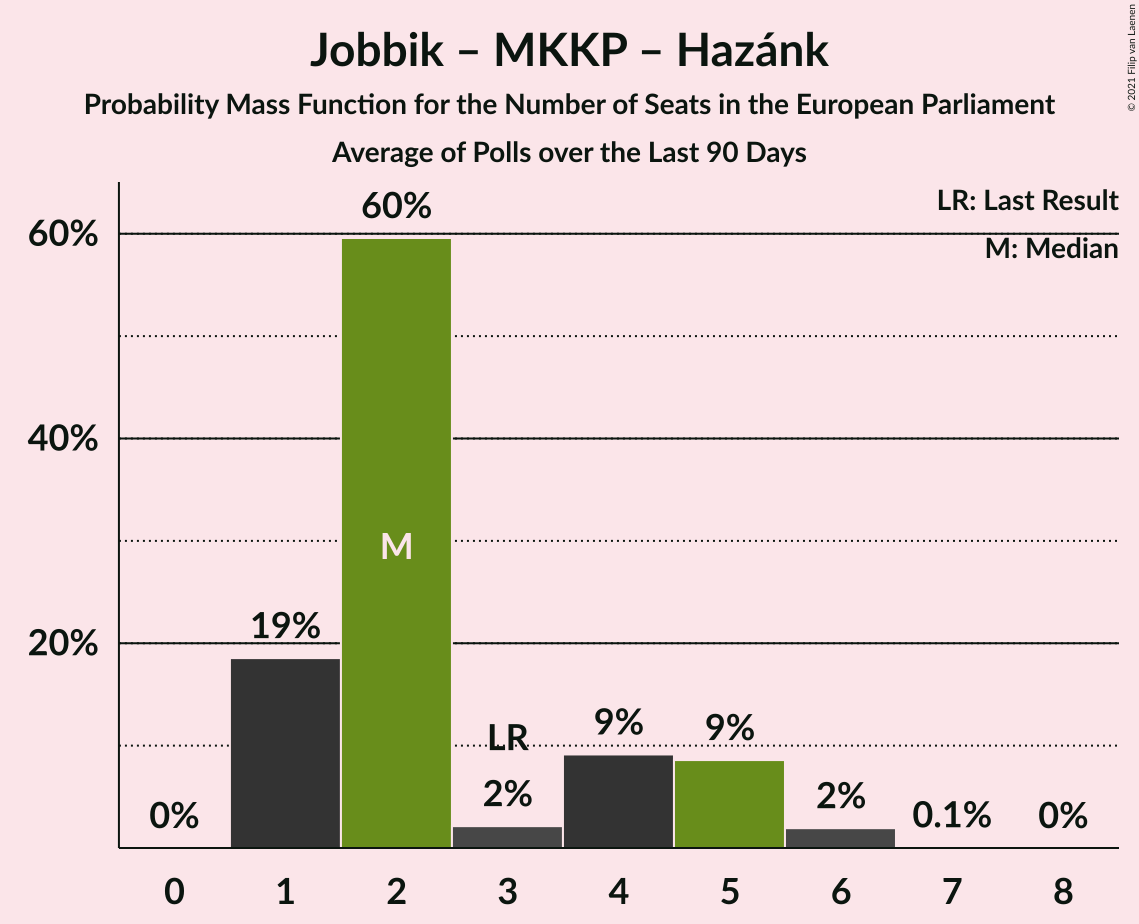 Jobbik – MKKP – Hazánk
Probability Mass Function for the Number of Seats in the European Parliament
Average of Polls over the Last 90 Days
© 2021 Filip van Laenen
LR: Last Result
M: Median
60%
40%
20%
0%
19%
60%
M
LR
2%
9%
9%
2%
0.1%
0%
0 1 2 3 4 5 6 7 8